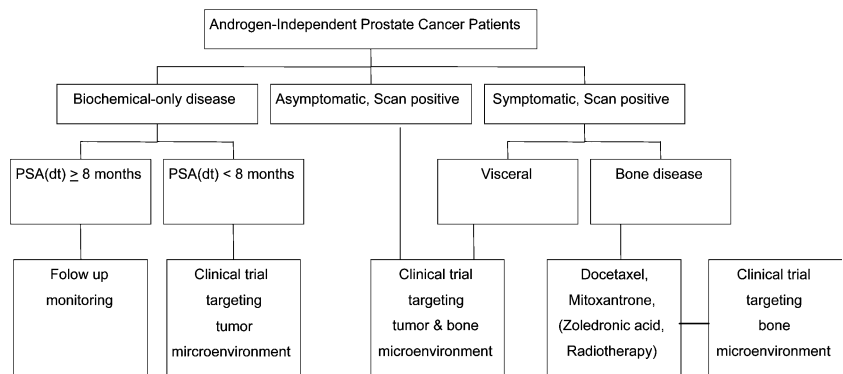 Androgen-Independent Prostate Cancer Patients
Biochemical-only disease
Asymptomatic, Scan positive
Symptomatic, Scan positive
PSA(dt) ≥ 8 months
PSA(dt) < 8 months
Visceral
Bone disease
Folow up
monitoring
Clinical trial
targeting
tumor
mircroenvironment
Clinical trial
targeting
tumor & bone
microenvironment
Docetaxel,
Mitoxantrone,
(Zoledronic acid,
Radiotherapy)
Clinical trial
targeting
bone
microenvironment